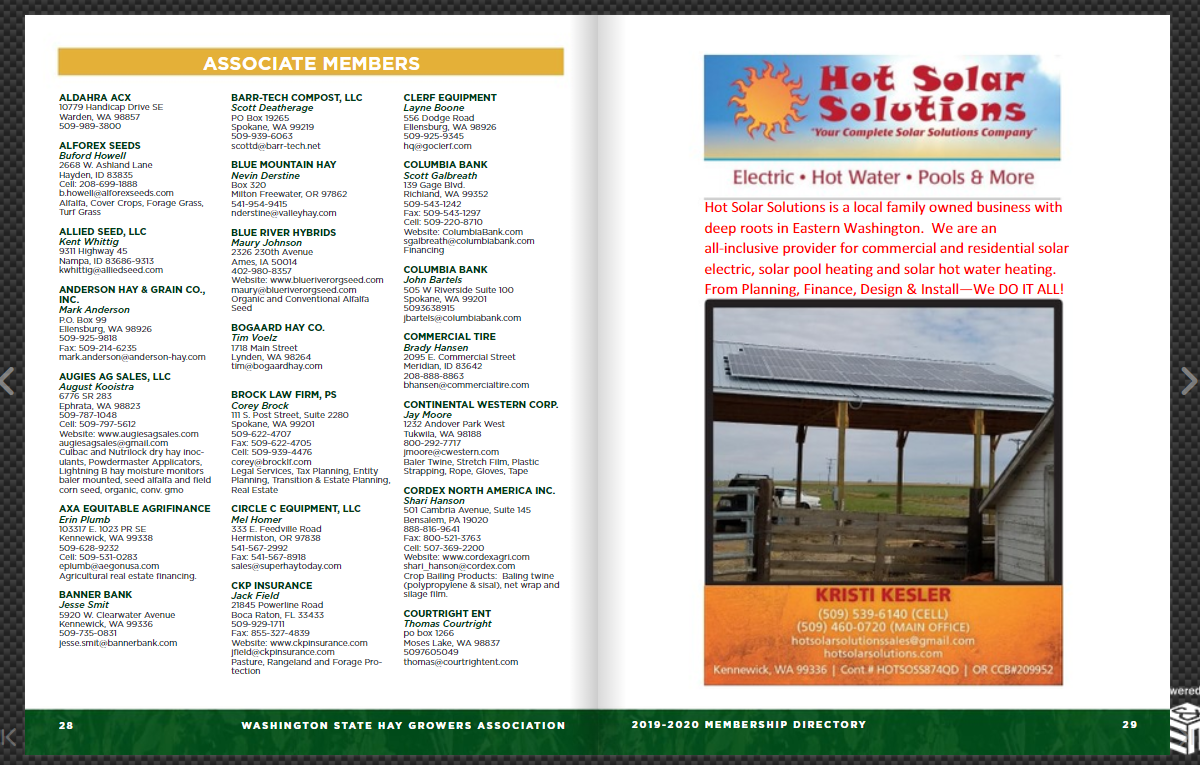 ASSOCIATE MEMBERS
ALDAHRA ACX
10779 Handicap Drive SE
Warden, WA 98857
509-989-3800
ALFOREX SEEDS
Buford Howell
2668 W. Ashland Lane
Hayden, ID 83835
Cell: 208-699-1888
b.howell@alforexseeds.com
Alfalfa, Cover Crops, Forage Grass,
Turf Grass
ALLIED SEED, LLC
Kent Whittig
9311 Highway 45
Nampa, ID 83686-9313
kwhittig@alliedseed.com
ANDERSON HAY & GRAIN CO.,
INC.
Mark Anderson
P.O. Box 99
Ellensburg, WA 98926
509-925-9818
Fax: 509-214-6235
mark.anderson@anderson-hay.com
AUGIES AG SALES, LLC
August Kooistra
6776 SR 283
Ephrata, WA 98823
509-787-1048
Cell: 509-797-5612
Website: www.augiesagsales.com
augiesagsales@gmail.com
Culbac and Nutrilock dry hay inoc-
ulants, Powdermaster Applicators,
Lightning B hay moisture monitors
baler mounted, seed alfalfa and field
corn seed, organic, conv. gmo
AXA EQUITABLE AGRIFINANCE
Erin Plumb
103317 E. 1023 PR SE
Kennewick, WA 99338
509-628-9232
Cell: 509-531-0283
eplumb@aegonusa.com
Agricultural real estate financing.
BANNER BANK
Jesse Smit
5920 W. Clearwater Avenue
Kennewick, WA 99336
509-735-0831
jesse.smit@bannerbank.com
BARR-TECH COMPOST, LLC
Scott Deatherage
PO Box 19265
Spokane, WA 99219
509-939-6063
scottd@barr-tech.net
BLUE MOUNTAIN HAY
Nevin Derstine
Box 320
Milton Freewater, OR 97862
541-954-9415
nderstine@valleyhay.com
BLUE RIVER HYBRIDS
Maury Johnson
2326 230th Avenue
Ames, IA 50014
402-980-8357
Website: www.blueriverorgseed.com
maury@blueriverorgseed.com
Organic and Conventional Alfalfa
Seed
BOGAARD HAY CO.
Tim Voelz
1718 Main Street
Lynden, WA 98264
tim@bogaardhay.com
BROCK LAW FIRM, PS
Corey Brock
111 S. Post Street, Suite 2280
Spokane, WA 99201
509-622-4707
Fax: 509-622-4705
Cell: 509-939-4476
corey@brocklf.com
Legal Services, Tax Planning, Entity
Planning, Transition & Estate Planning,
Real Estate
CIRCLE C EQUIPMENT, LLC
Mel Homer
333 E. Feedville Road
Hermiston, OR 97838
541-567-2992
Fax: 541-567-8918
sales@superhaytoday.com
CKP INSURANCE
Jack Field
21845 Powerline Road
Boca Raton, FL 33433
509-929-1711
Fax: 855-327-4839
Website: www.ckpinsurance.com
jfield@ckpinsurance.com
Pasture, Rangeland and Forage Pro-
tection
CLERF EQUIPMENT
Layne Boone
556 Dodge Road
Ellensburg, WA 98926
509-925-9345
hq@goclerf.com
COLUMBIA BANK
Scott Galbreath
139 Gage Blvd.
Richland, WA 99352
509-543-1242
Fax: 509-543-1297
Cell: 509-220-8710
Website: ColumbiaBank.com
sgalbreath@columbiabank.com
Financing
COLUMBIA BANK
John Bartels
505 W Riverside Suite 100
Spokane, WA 99201
5093638915
jbartels@columbiabank.com
COMMERCIAL TIRE
Brady Hansen
2095 E. Commercial Street
Meridian, ID 83642
208-888-8863
bhansen@commercialtire.com
CONTINENTAL WESTERN CORP.
Jay Moore
1232 Andover Park West
Tukwila, WA 98188
800-292-7717
jmoore@cwestern.com
Baler Twine, Stretch Film, Plastic
Strapping, Rope, Gloves, Tape
CORDEX NORTH AMERICA INC.
Shari Hanson
501 Cambria Avenue, Suite 145
Bensalem, PA 19020
888-816-9641
Fax: 800-521-3763
Cell: 507-369-2200
Website: www.cordexagri.com
shari_hanson@cordex.com
Crop Bailing Products: Baling twine
(polypropylene & sisal), net wrap and
silage film.
COURTRIGHT ENT
Thomas Courtright
po box 1266
Moses Lake, WA 98837
5097605049
thomas@courtrightent.com
28
WASHINGTON STATE HAY GROWERS ASSOCIATION
Hot Solar
Solutions
"Your Complete Solar Solutions Company"
Electric • Hot Water • Pools & More
Hot Solar Solutions is a local family owned business with
deep roots in Eastern Washington. We are an
all-inclusive provider for commercial and residential solar
electric, solar pool heating and solar hot water heating.
From Planning, Finance, Design & Install—We DO IT ALL!
KRISTI KESLER
(509) 539-6140 (CELL)
(509) 460-0720 (MAIN OFFICE)
hotsolarsolutionssales@gmail.com
hotsolarsolutions.com
Kennewick, WA 99336 | Cont.# HOTSOSS874QD | OR CCB#209952
2019-2020 MEMBERSHIP DIRECTORY
29
wered